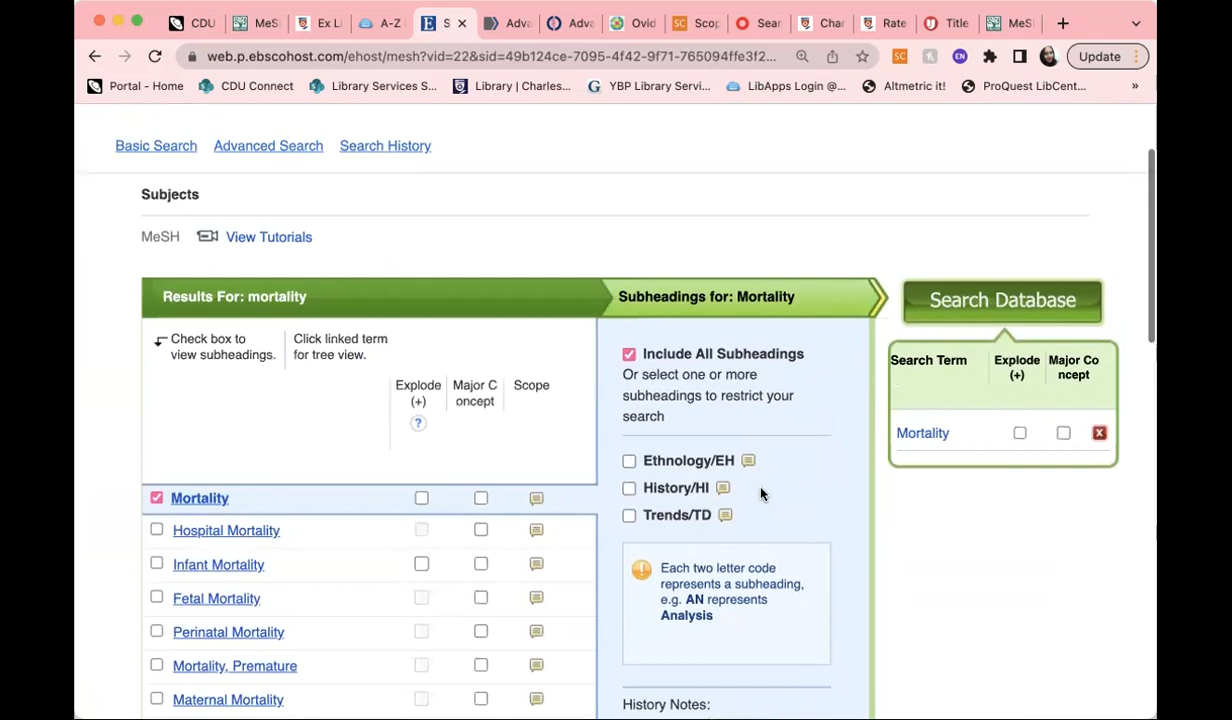 CDU
MeS
Ex Li
A-Z
S
Adva
Adva
Ovid
Scop
Sear
Char
Rate
Title
MeS
web.p.ebscohost.com/ehost/mesh?vid=22&sid=49b124ce-7095-4f42-9f71-765094ffe3f2...
Update
Portal - Home
CDU Connect
Library Services S...
Library | Charles...
YBP Library Servi...
LibApps Login @...
Altmetric it!
ProQuest LibCent...
»
Basic Search
Advanced Search
Search History
Subjects
MeSH
View Tutorials
Results For: mortality
Subheadings for: Mortality
Search Database
Check box to
view subheadings.
Click linked term
for tree view.
Explode
(+)
?
Major C
oncept
Scope
Include All Subheadings
Or select one or more
subheadings to restrict your
search
Search Term
Explode
(+)
Major Co
ncept
Mortality
x
Ethnology/EH
History/HI
Trends/TD
Each two letter code
represents a subheading,
e.g. AN represents
Analysis
History Notes:
Mortality
Hospital Mortality
Infant Mortality
Fetal Mortality
Perinatal Mortality
Mortality, Premature
Maternal Mortality